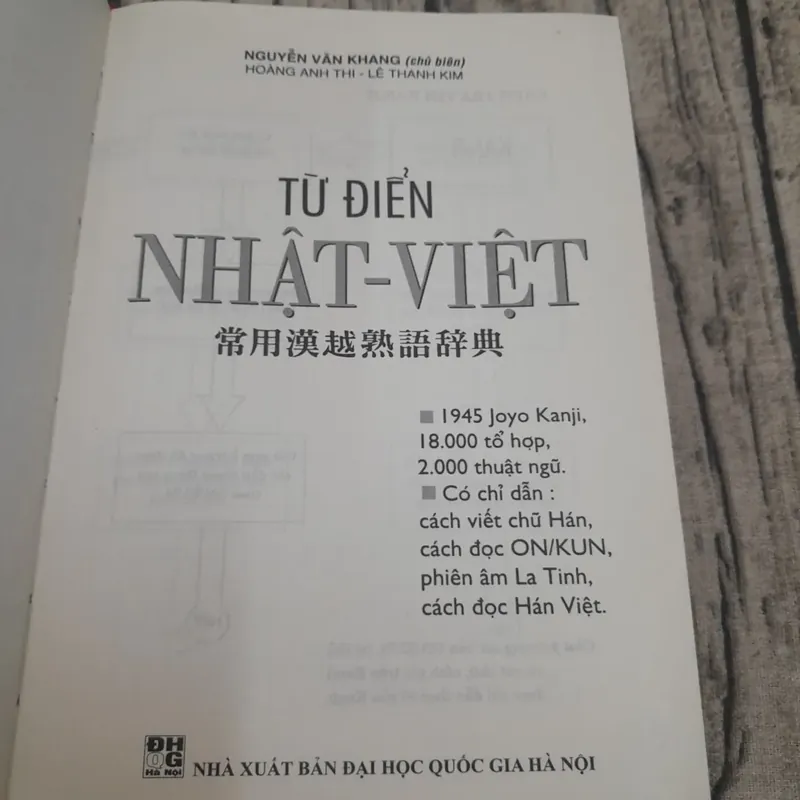 NGUYỄN VĂN KHANG (chủ biên)
HOÀNG ANH THI - LÊ THANH KIM
TỪ ĐIỂN
NHẬT-VIỆT
常用漢越熟語辞典
■ 1945 Joyo Kanji,
18.000 tổ hợp,
2.000 thuật ngũ.
■ Có chỉ dẫn :
cách viết chữ Hán,
cách đọc ON/KUN,
phiên âm La Tinh,
cách đọc Hán Việt.
ĐH
QG
Hà Nội
NHÀ XUẤT BẢN ĐẠI HỌC QUỐC GIA HÀ NỘI